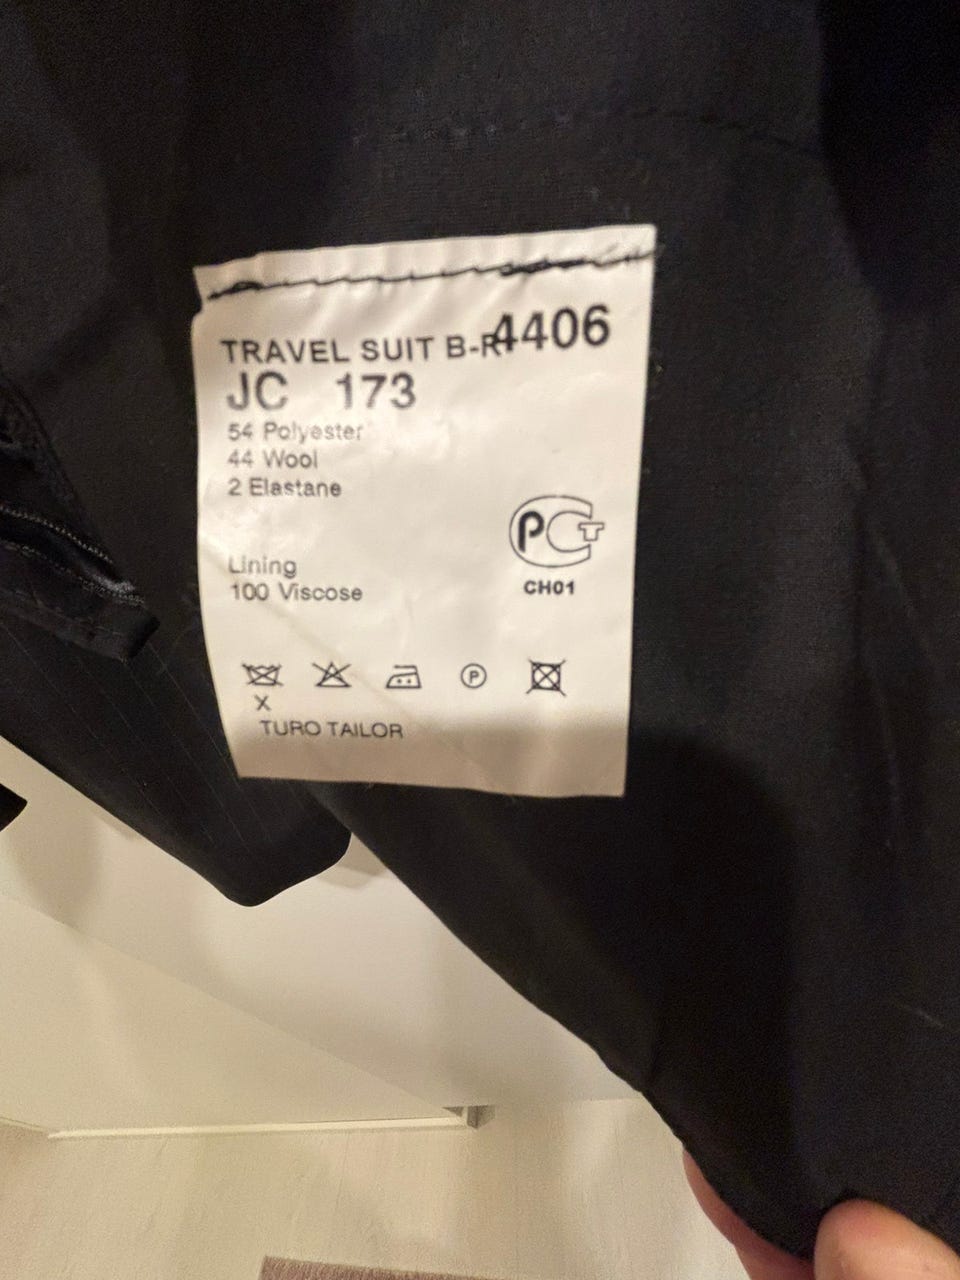 TRAVEL SUIT B-R 4406
JC 173
54 Polyester
44 Wool
2 Elastane
PCT
CH01
Lining
100 Viscose
P
X
TURO TAILOR